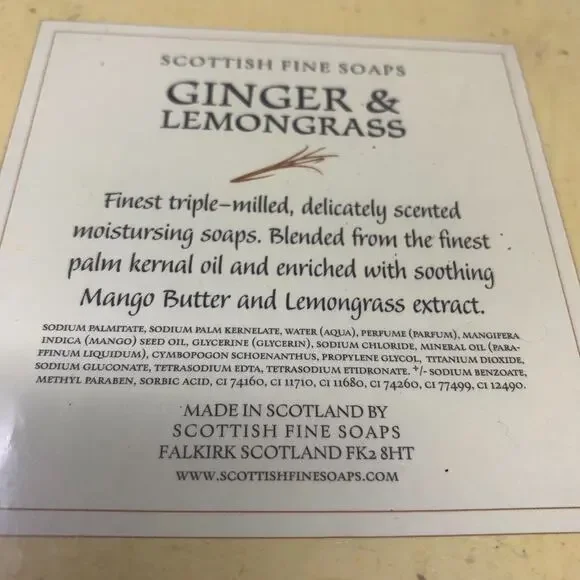 SCOTTISH FINE SOAPS
GINGER &
LEMONGRASS
Finest triple-milled, delicately scented
moistursing soaps. Blended from the finest
palm kernal oil and enriched with soothing
Mango Butter and Lemongrass extract.
SODIUM PALMITATE, SODIUM PALM KERNELATE, WATER (AQUA), PERFUME (PARFUM), MANGIFERA
INDICA (MANGO) SEED OIL, GLYCERINE (GLYCERIN), SODIUM CHLORIDE, MINERAL OIL (PARA-
FFINUM LIQUIDUM), CYMBOPOGON SCHOENANTHUS, PROPYLENE GLYCOL, TITANIUM DIOXIDE,
SODIUM GLUCONATE, TETRASODIUM EDTA, TETRASODIUM ETIDRONATE. +/- SODIUM BENZOATE,
METHYL PARABEN, SORBIC ACID, CI 74160, CI 11710, CI 11680, CI 74260, CI 77499, CI 12490.
MADE IN SCOTLAND BY
SCOTTISH FINE SOAPS
FALKIRK SCOTLAND FK2 8HT
WWW.SCOTTISHFINESOAPS.COM